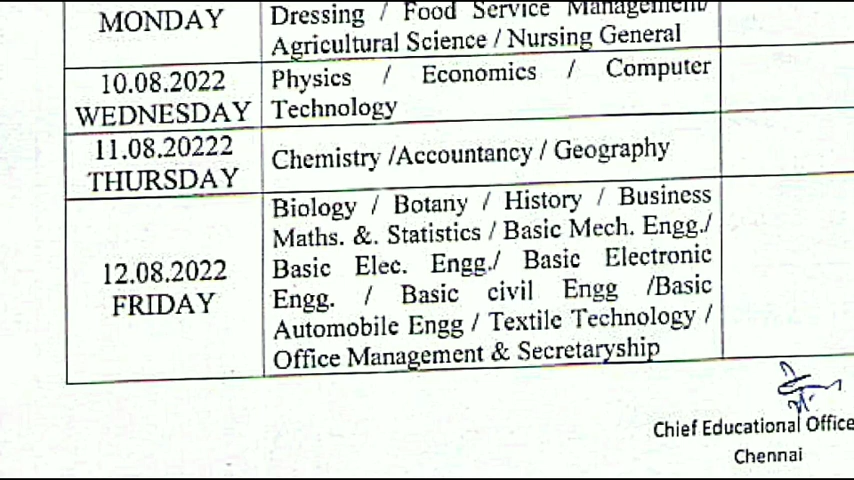 MONDAY
Dressing / Food Service Management/
Agricultural Science / Nursing General
10.08.2022
WEDNESDAY
Physics / Economics / Computer
Technology
11.08.20222
THURSDAY
Chemistry /Accountancy / Geography
12.08.2022
FRIDAY
Biology / Botany / History / Business
Maths. &. Statistics / Basic Mech. Engg./
Basic Elec. Engg./ Basic Electronic
Engg. / Basic civil Engg /Basic
Automobile Engg / Textile Technology /
Office Management & Secretaryship
Chief Educational Office
Chennai